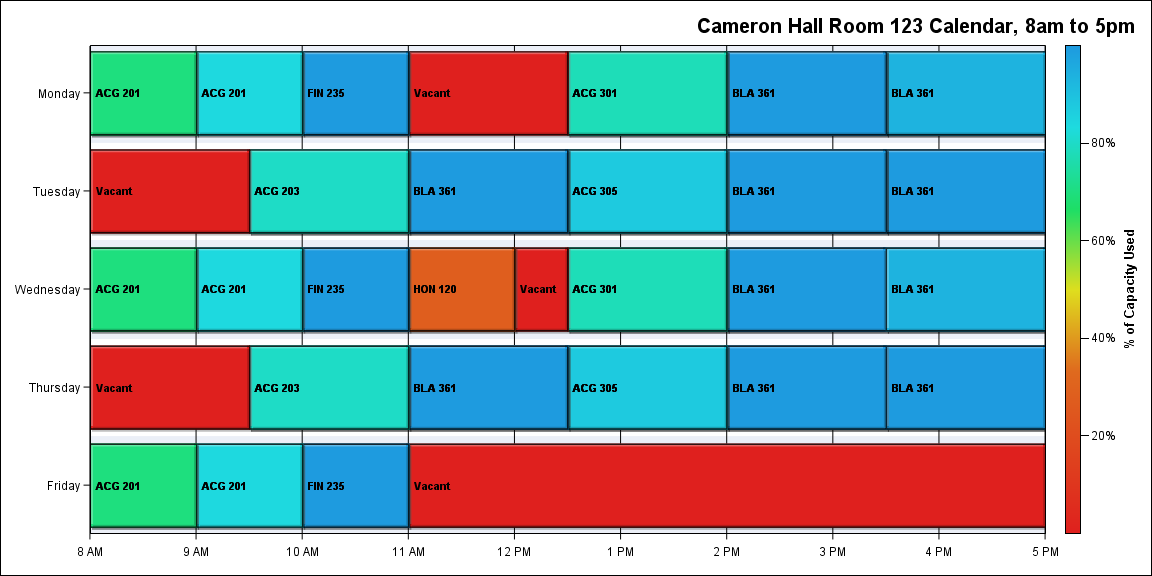 Cameron Hall Room 123 Calendar, 8am to 5pm
Monday
ACG 201
ACG 201
FIN 235
Vacant
ACG 301
BLA 361
BLA 361
Tuesday
Vacant
ACG 203
BLA 361
ACG 305
BLA 361
BLA 361
Wednesday
ACG 201
ACG 201
FIN 235
HON 120
Vacant
ACG 301
BLA 361
BLA 361
Thursday
Vacant
ACG 203
BLA 361
ACG 305
BLA 361
BLA 361
Friday
ACG 201
ACG 201
FIN 235
Vacant
8 AM
9 AM
10 AM
11 AM
12 PM
1 PM
2 PM
3 PM
4 PM
5 PM
80%
60%
40%
20%
% of Capacity Used